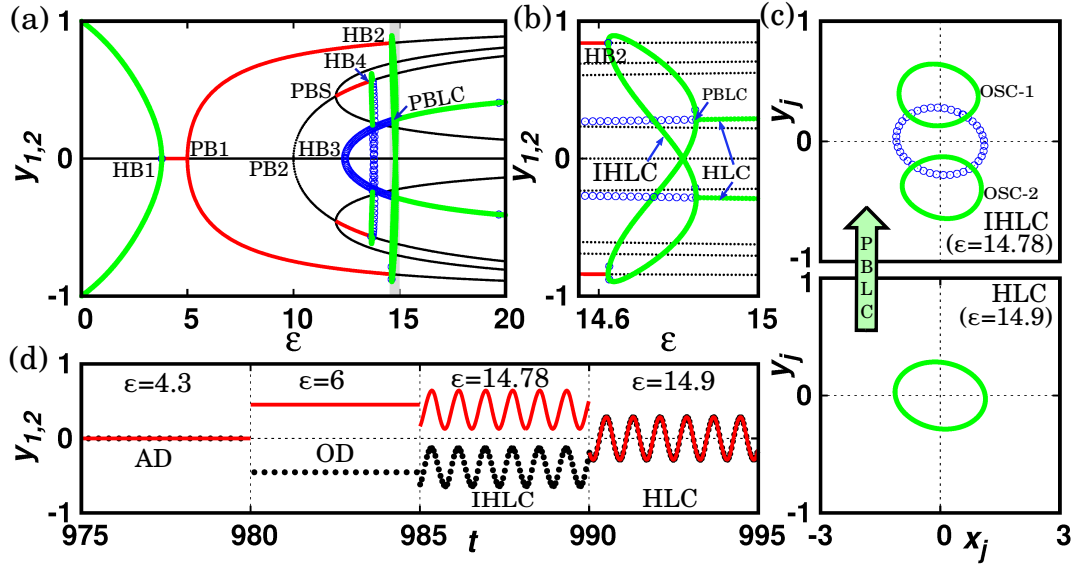 (a)
y1,2
1
0
-1
0
5
10
15
20
ε
HB1
PB1
PB2
PBS
HB3
HB4
HB2
PBLC
(b)
y1,2
1
0
-1
14.6
15
ε
HB2
PBLC
IHLC
HLC
(c)
yj
1
0
-1
OSC-1
OSC-2
IHLC
(ε=14.78)
PBLC
yj
1
0
-1
HLC
(ε=14.9)
-3
0
3
xj
(d)
y1,2
1
0
-1
ε=4.3
ε=6
ε=14.78
ε=14.9
AD
OD
IHLC
HLC
975
980
985
990
995
t